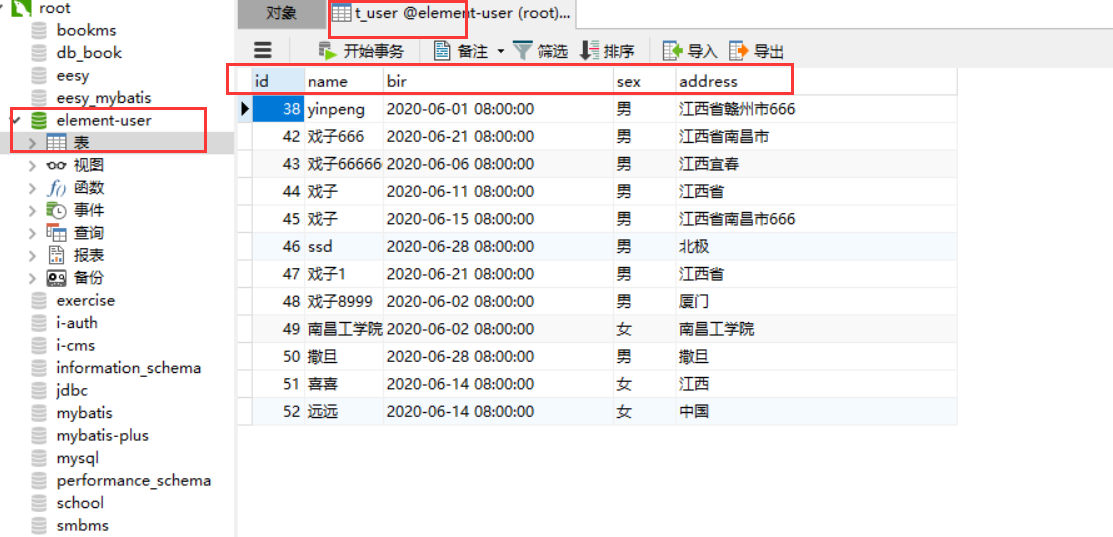 root
bookms
db_book
eesy
eesy_mybatis
element-user
表
视图
函数
事件
查询
报表
备份
exercise
i-auth
i-cms
information_schema
jdbc
mybatis
mybatis-plus
mysql
performance_schema
school
smbms
对象 t_user @element-user (root)...
开始事务 备注 筛选 排序 导入 导出
id name bir sex address
38 yinpeng 2020-06-01 08:00:00 男 江西省赣州市666
42 戏子666 2020-06-21 08:00:00 男 江西省南昌市
43 戏子66666 2020-06-06 08:00:00 男 江西宜春
44 戏子 2020-06-11 08:00:00 男 江西省
45 戏子 2020-06-15 08:00:00 男 江西省南昌市666
46 ssd 2020-06-28 08:00:00 男 北极
47 戏子1 2020-06-21 08:00:00 男 江西省
48 戏子8999 2020-06-02 08:00:00 男 厦门
49 南昌工学院 2020-06-02 08:00:00 女 南昌工学院
50 撒旦 2020-06-28 08:00:00 男 撒旦
51 喜喜 2020-06-14 08:00:00 女 江西
52 远远 2020-06-14 08:00:00 女 中国